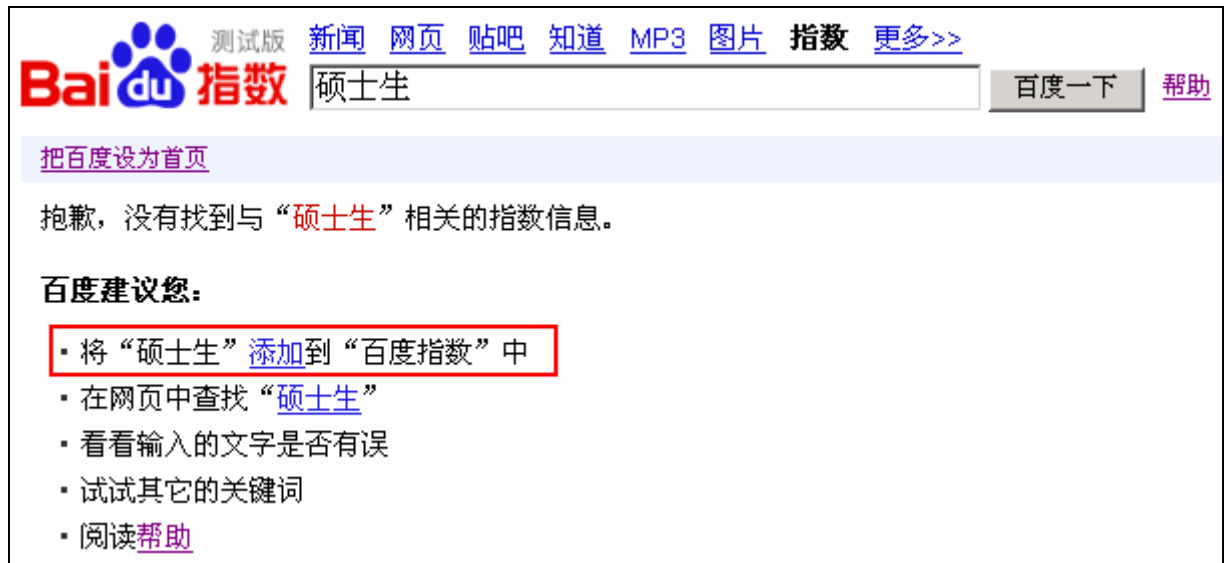 测试版 新闻 网页 贴吧 知道 MP3 图片 指数 更多>>
Bai du 指数 硕士生 百度一下 帮助
把百度设为首页
抱歉，没有找到与“硕士生”相关的指数信息。
百度建议您：
▪ 将“硕士生”添加到“百度指数”中
▪ 在网页中查找“硕士生”
▪ 看看输入的文字是否有误
▪ 试试其它的关键词
▪ 阅读帮助